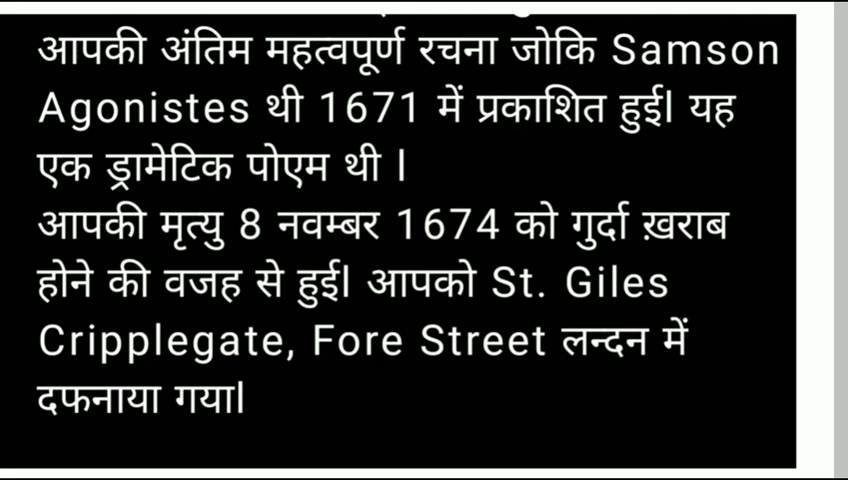 आपकी अंतिम महत्वपूर्ण रचना जोकि Samson
Agonistes थी 1671 में प्रकाशित हुई। यह
एक ड्रामेटिक पोएम थी ।
आपकी मृत्यु 8 नवम्बर 1674 को गुर्दा ख़राब
होने की वजह से हुई। आपको St. Giles
Cripplegate, Fore Street लन्दन में
दफनाया गया।